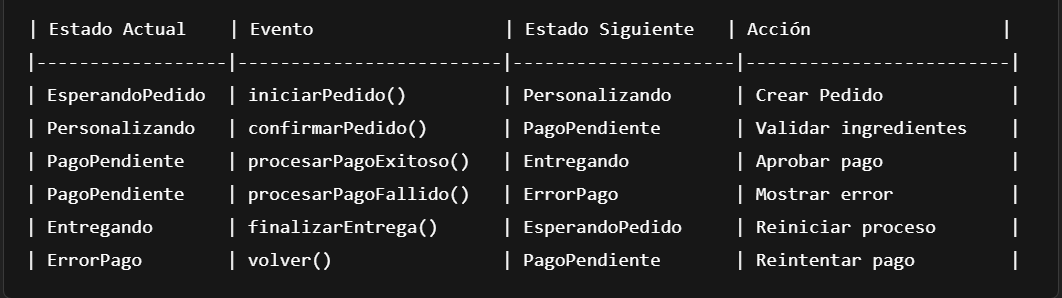 | Estado Actual | Evento | Estado Siguiente | Acción |
|------------------|-------------------------|---------------------|-------------------------|
| EsperandoPedido | iniciarPedido() | Personalizando | Crear Pedido |
| Personalizando | confirmarPedido() | PagoPendiente | Validar ingredientes |
| PagoPendiente | procesarPagoExitoso() | Entregando | Aprobar pago |
| PagoPendiente | procesarPagoFallido() | ErrorPago | Mostrar error |
| Entregando | finalizarEntrega() | EsperandoPedido | Reiniciar proceso |
| ErrorPago | volver() | PagoPendiente | Reintentar pago |